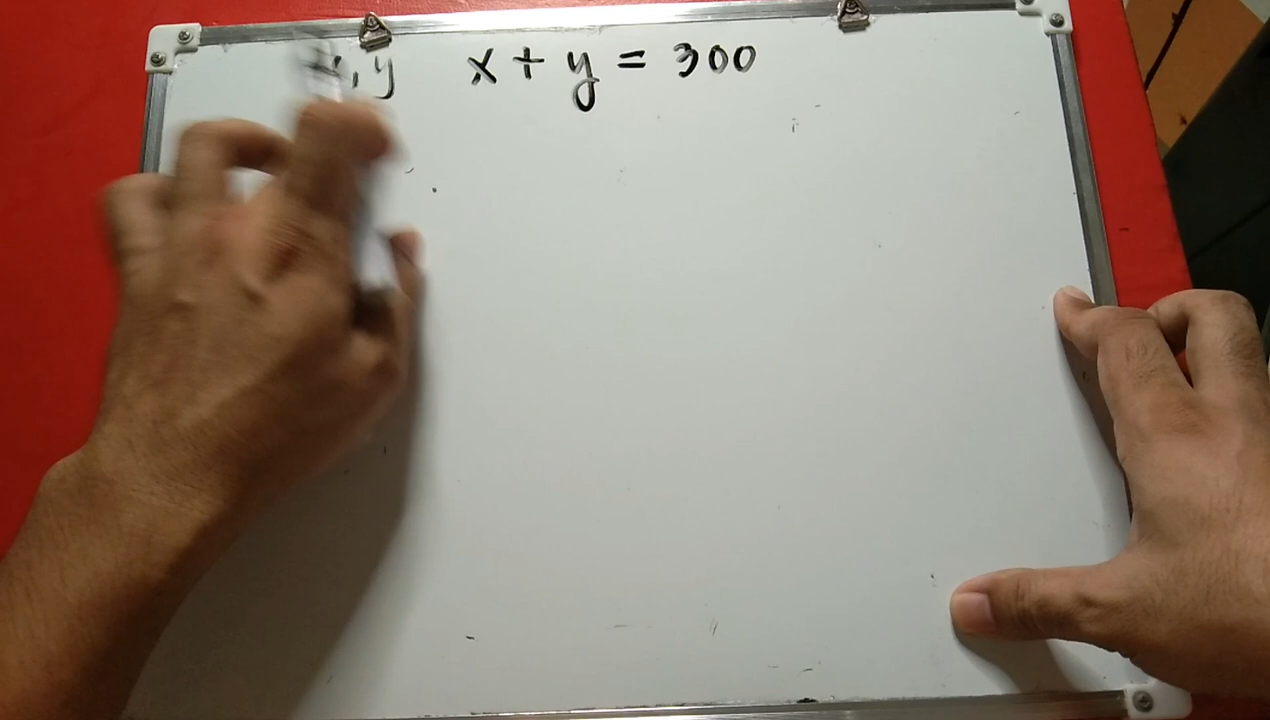 , y x + y = 300